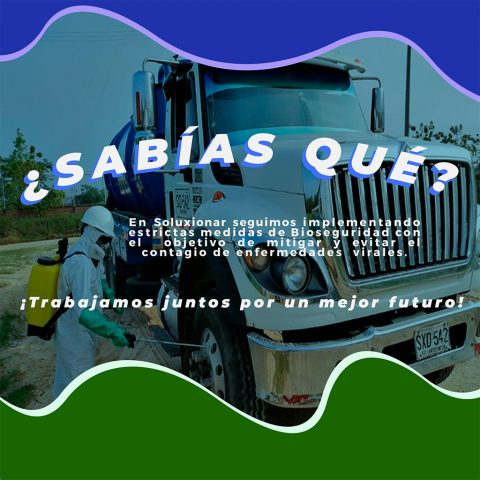 ¿SABÍAS QUÉ?
En Soluxionar seguimos implementando
estrictas medidas de Bioseguridad con
el objetivo de mitigar y evitar el
contagio de enfermedades virales.
¡Trabajamos juntos por un mejor futuro!
SXD·542